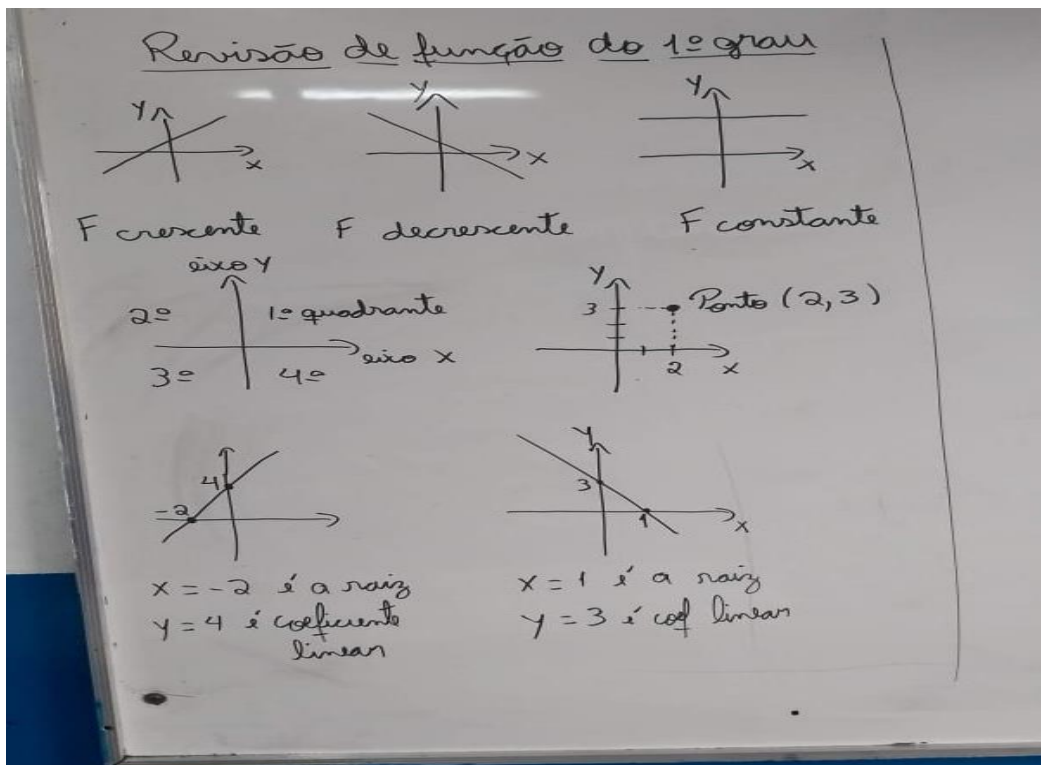 Revisão de função do 1º grau
Y Y Y
x x x
F crescente F decrescente F constante
eixo Y
2º 1º quadrante
eixo X
3º 4º
Y
3 Ponto (2,3)
2 x
4
-2
Y
3
1 x
x = -2 é a raiz
y = 4 é coeficiente
linear
x = 1 é a raiz
y = 3 é coef linear